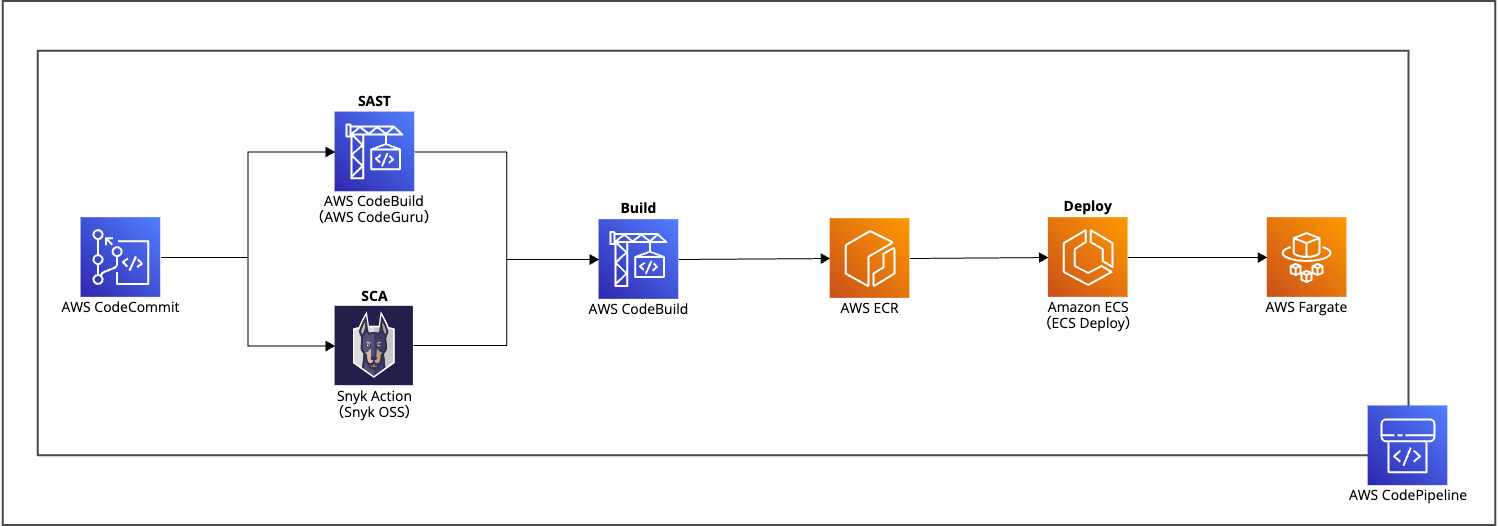 SAST
AWS CodeBuild
(AWS CodeGuru)
AWS CodeCommit
SCA
Snyk Action
(Snyk OSS)
Build
AWS CodeBuild
AWS ECR
Deploy
Amazon ECS
(ECS Deploy)
AWS Fargate
AWS CodePipeline